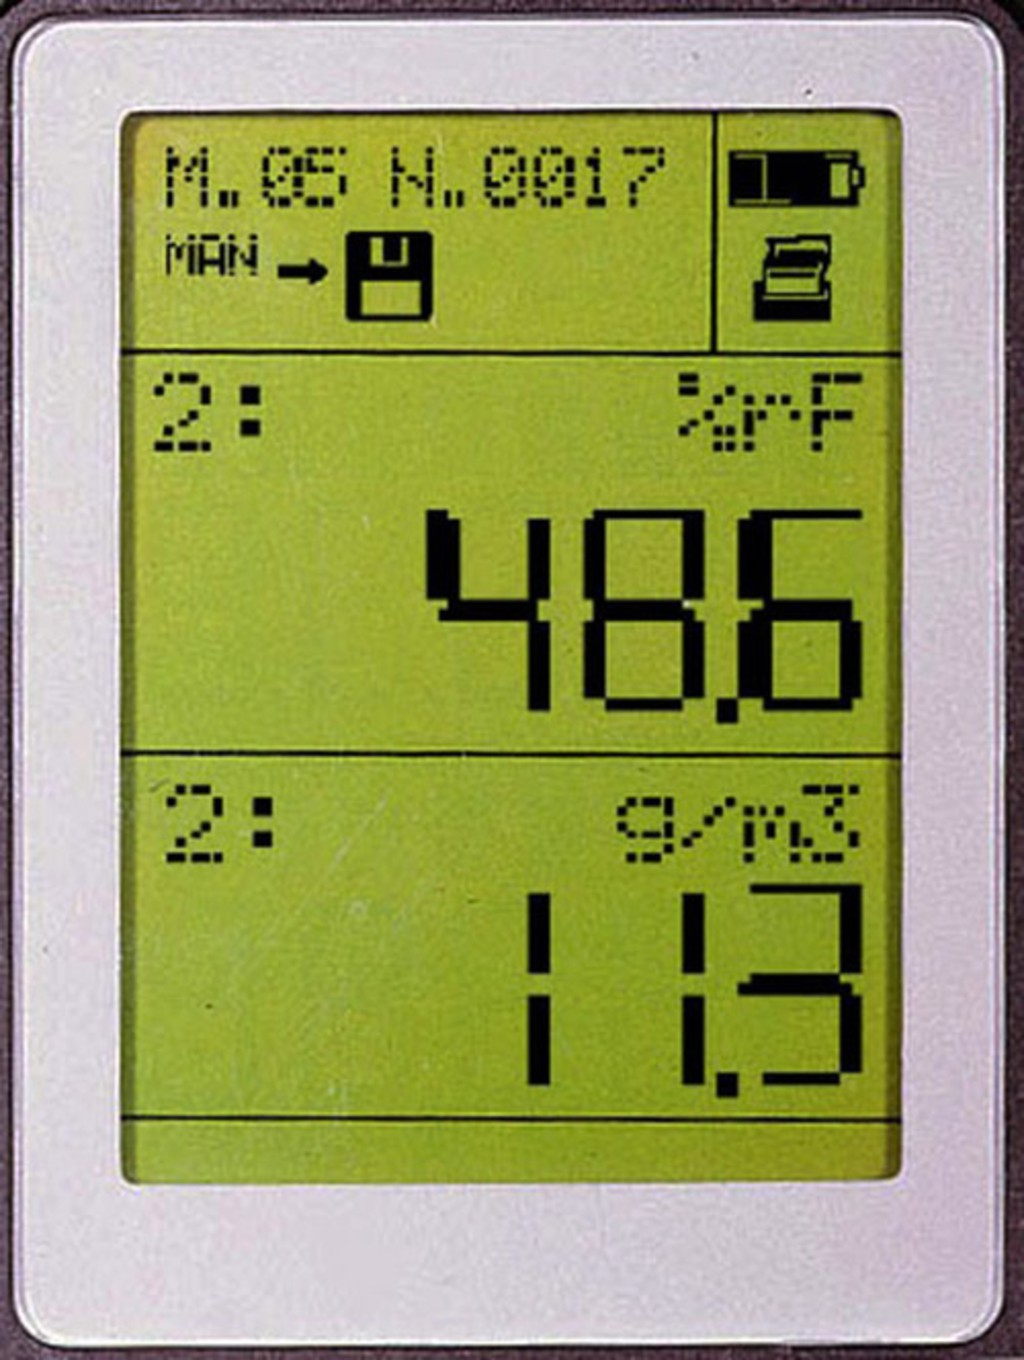 M..05 N..0017
MAN
2: %rF
48.6
2: g/m3
11.3